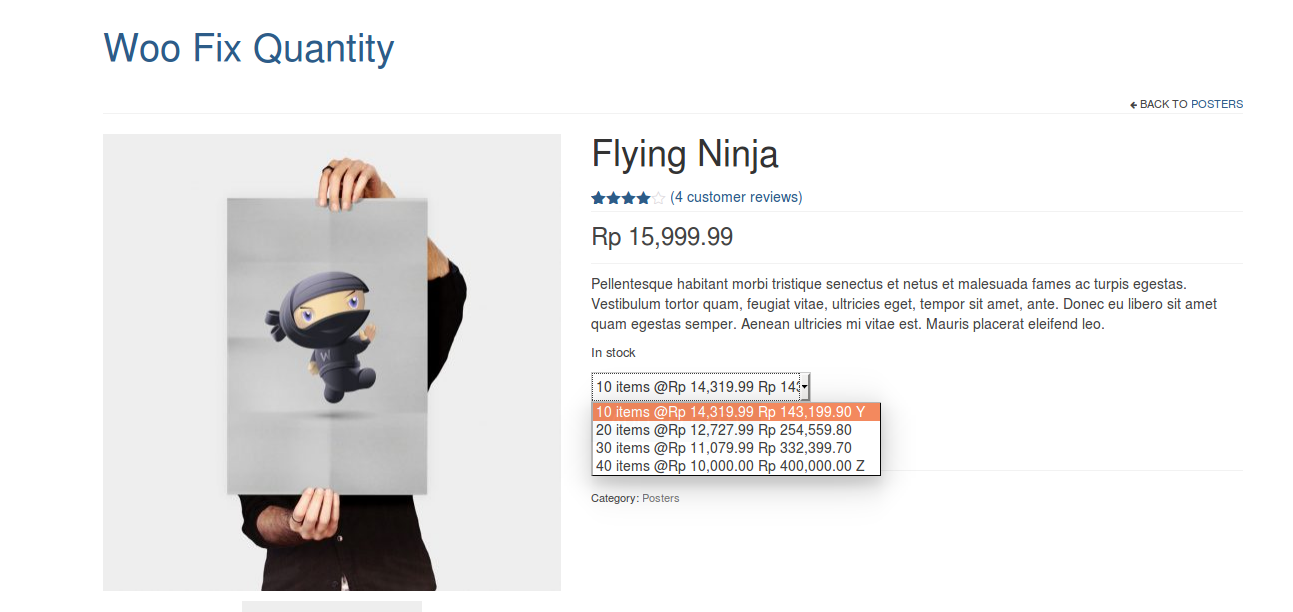 Woo Fix Quantity
BACK TO POSTERS
Flying Ninja
(4 customer reviews)
Rp 15,999.99
Pellentesque habitant morbi tristique senectus et netus et malesuada fames ac turpis egestas.
Vestibulum tortor quam, feugiat vitae, ultricies eget, tempor sit amet, ante. Donec eu libero sit amet
quam egestas semper. Aenean ultricies mi vitae est. Mauris placerat eleifend leo.
In stock
10 items @Rp 14,319.99 Rp 143
10 items @Rp 14,319.99 Rp 143,199.90 Y
20 items @Rp 12,727.99 Rp 254,559.80
30 items @Rp 11,079.99 Rp 332,399.70
40 items @Rp 10,000.00 Rp 400,000.00 Z
Category: Posters
W